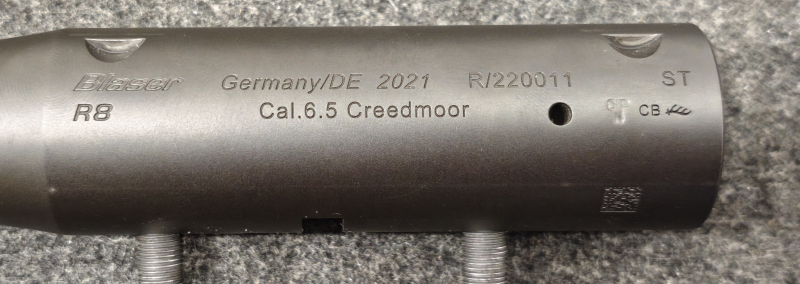 Blaser Germany/DE 2021 R/220011 ST
R8 Cal.6.5 Creedmoor CB